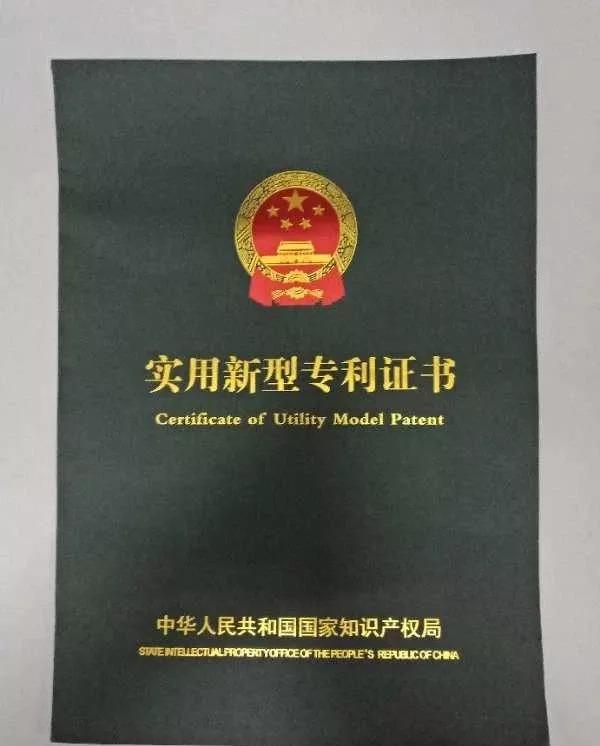 实用新型专利证书
Certificate of Utility Model Patent
中华人民共和国国家知识产权局
STATE INTELLECTUAL PROPERTY OFFICE OF THE PEOPLE'S REPUBLIC OF CHINA